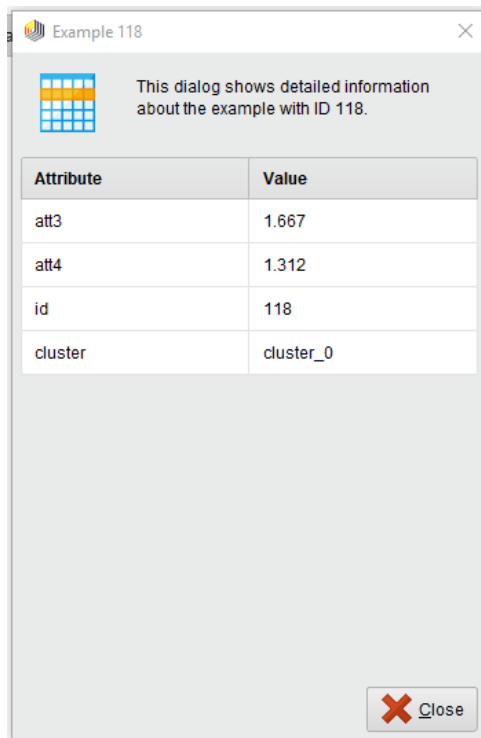 Example 118
This dialog shows detailed information
about the example with ID 118.
Attribute Value
att3 1.667
att4 1.312
id 118
cluster cluster_0
Close